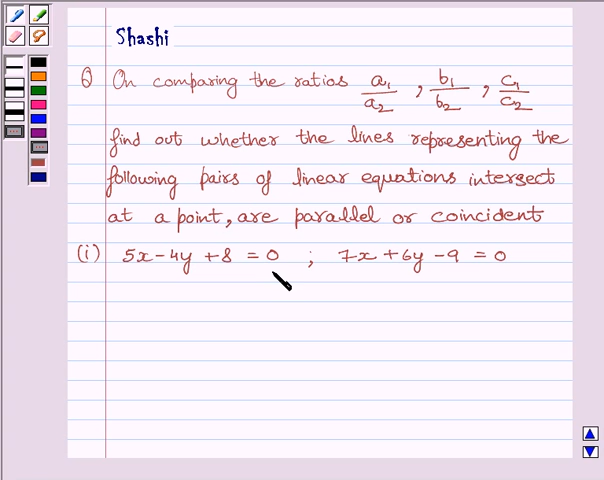 Shashi
Q On comparing the ratios a₁/a₂ , b₁/b₂ , c₁/c₂
find out whether the lines representing the
following pairs of linear equations intersect
at a point, are parallel or coincident
(i) 5x - 4y + 8 = 0 ; 7x + 6y - 9 = 0